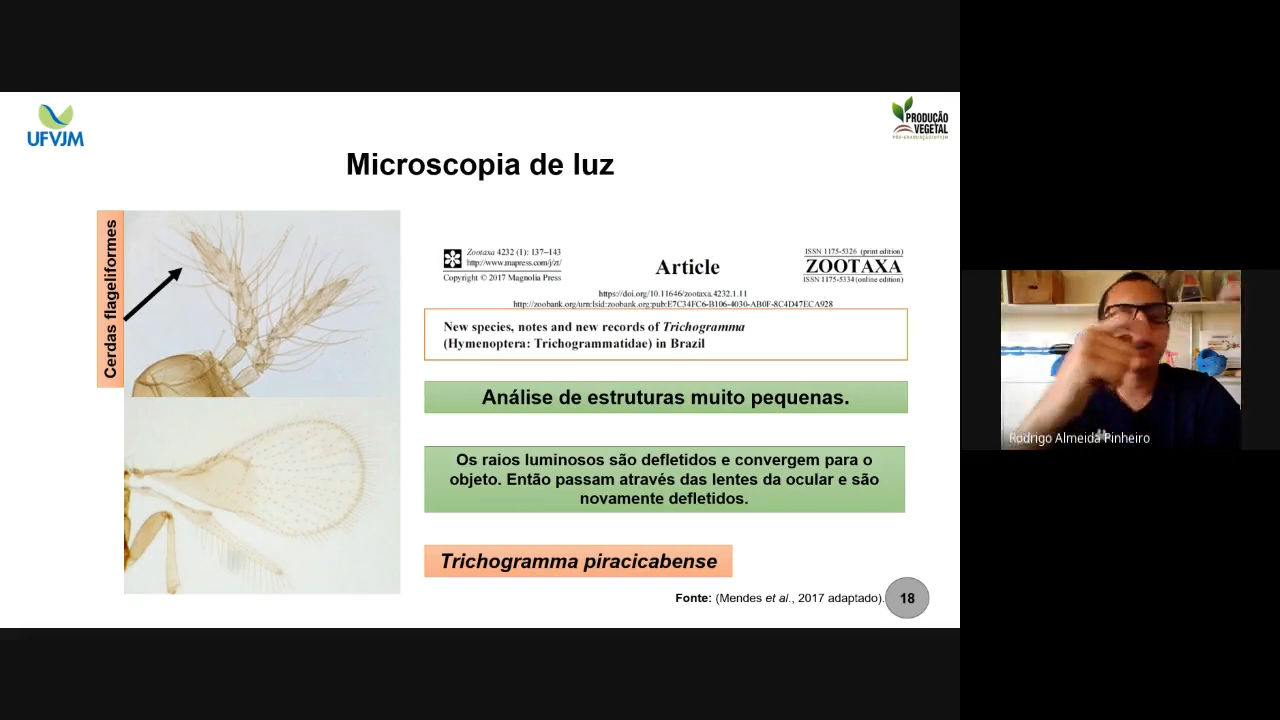 UFVJM
PRODUÇÃO
VEGETAL
Microscopia de luz
Cerdas flageliformes
Zootaxa 4232 (1): 137–143
http://www.mapress.com/j/zt/
Copyright © 2017 Magnolia Press
Article
ISSN 1175-5326 (print edition)
ZOOTAXA
ISSN 1175-5334 (online edition)
https://doi.org/10.11646/zootaxa.4232.1.11
http://zoobank.org/urn:lsid:zoobank.org:pub:E7C34FC6-B106-4030-AB0F-8C4D47ECA928
New species, notes and new records of Trichogramma
(Hymenoptera: Trichogrammatidae) in Brazil
Análise de estruturas muito pequenas.
Os raios luminosos são defletidos e convergem para o
objeto. Então passam através das lentes da ocular e são
novamente defletidos.
Trichogramma piracicabense
Fonte: (Mendes et al., 2017 adaptado).
18
Rodrigo Almeida Pinheiro